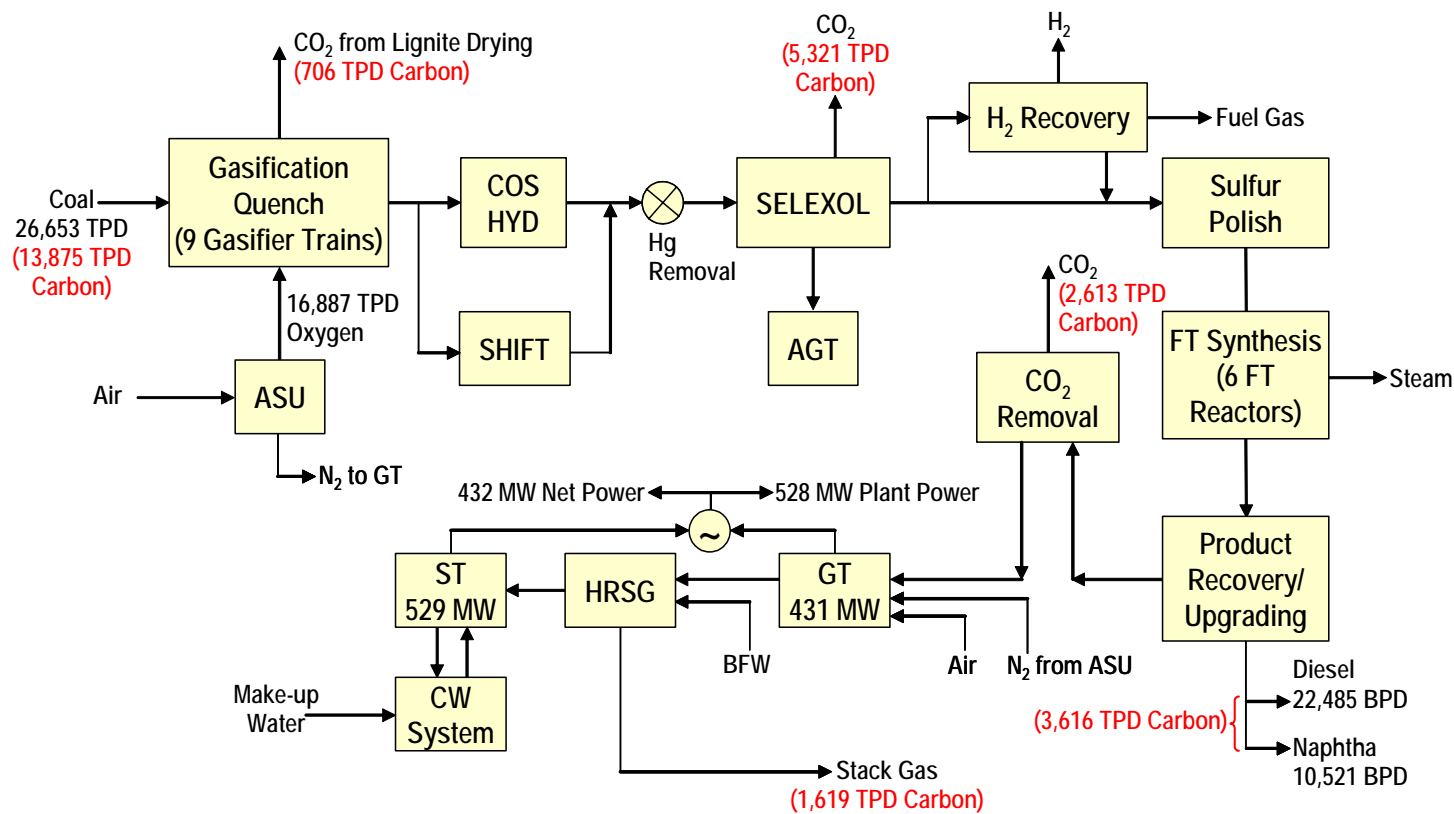 CO₂ from Lignite Drying
(706 TPD Carbon)
CO₂
(5,321 TPD
Carbon)
H₂
H₂ Recovery
Fuel Gas
Coal
26,653 TPD
(13,875 TPD
Carbon)
Gasification
Quench
(9 Gasifier Trains)
COS
HYD
Hg
Removal
SELEXOL
Sulfur
Polish
16,887 TPD
Oxygen
SHIFT
AGT
CO₂
(2,613 TPD
Carbon)
FT Synthesis
(6 FT
Reactors)
Steam
Air
ASU
N₂ to GT
CO₂
Removal
432 MW Net Power
528 MW Plant Power
~
ST
529 MW
HRSG
GT
431 MW
Product
Recovery/
Upgrading
BFW
Air
N₂ from ASU
Make-up
Water
CW
System
(3,616 TPD Carbon)
Diesel
22,485 BPD
Naphtha
10,521 BPD
Stack Gas
(1,619 TPD Carbon)